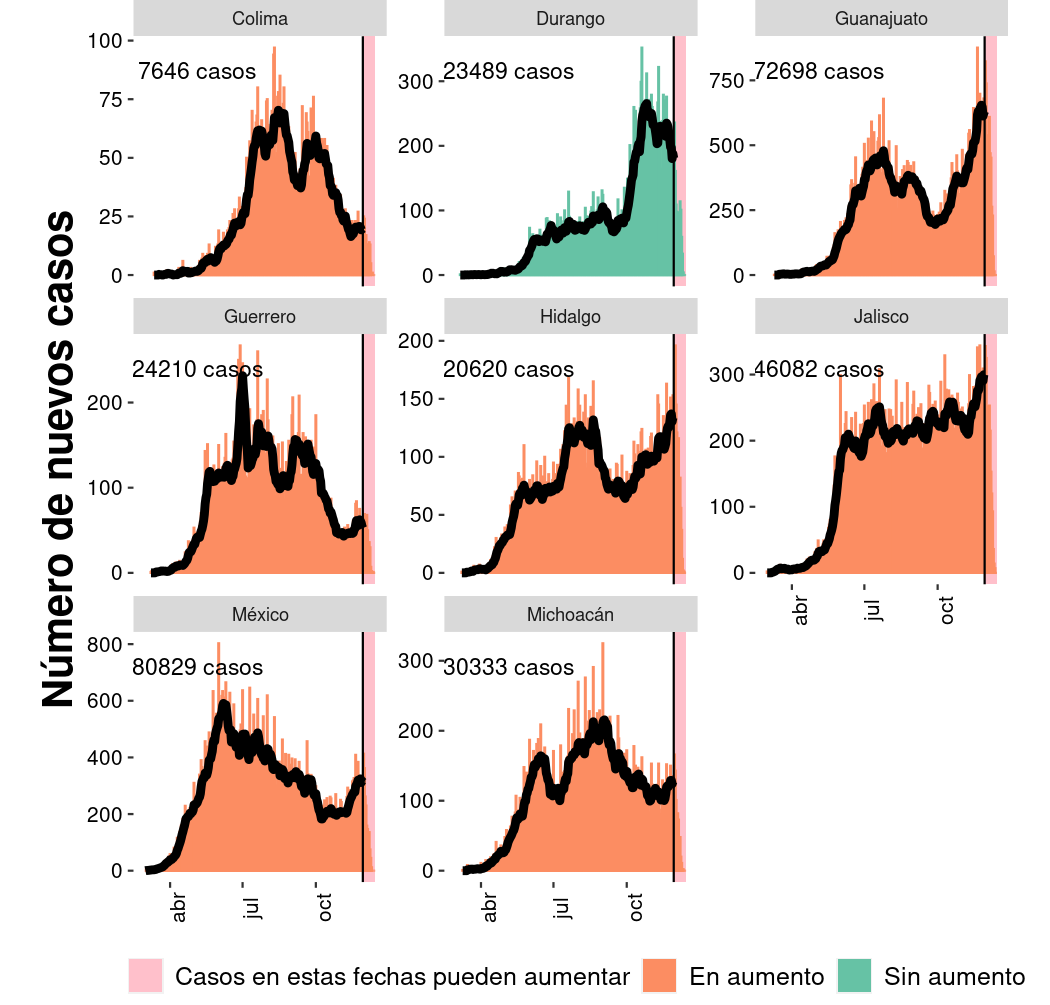 Número de nuevos casos
Colima
7646 casos
100
75
50
25
0
Durango
23489 casos
300
200
100
0
Guanajuato
72698 casos
750
500
250
0
Guerrero
24210 casos
200
100
0
Hidalgo
20620 casos
200
150
100
50
0
Jalisco
46082 casos
300
200
100
0
abr
jul
oct
México
80829 casos
800
600
400
200
0
abr
jul
oct
Michoacán
30333 casos
300
200
100
0
abr
jul
oct
Casos en estas fechas pueden aumentar
En aumento
Sin aumento